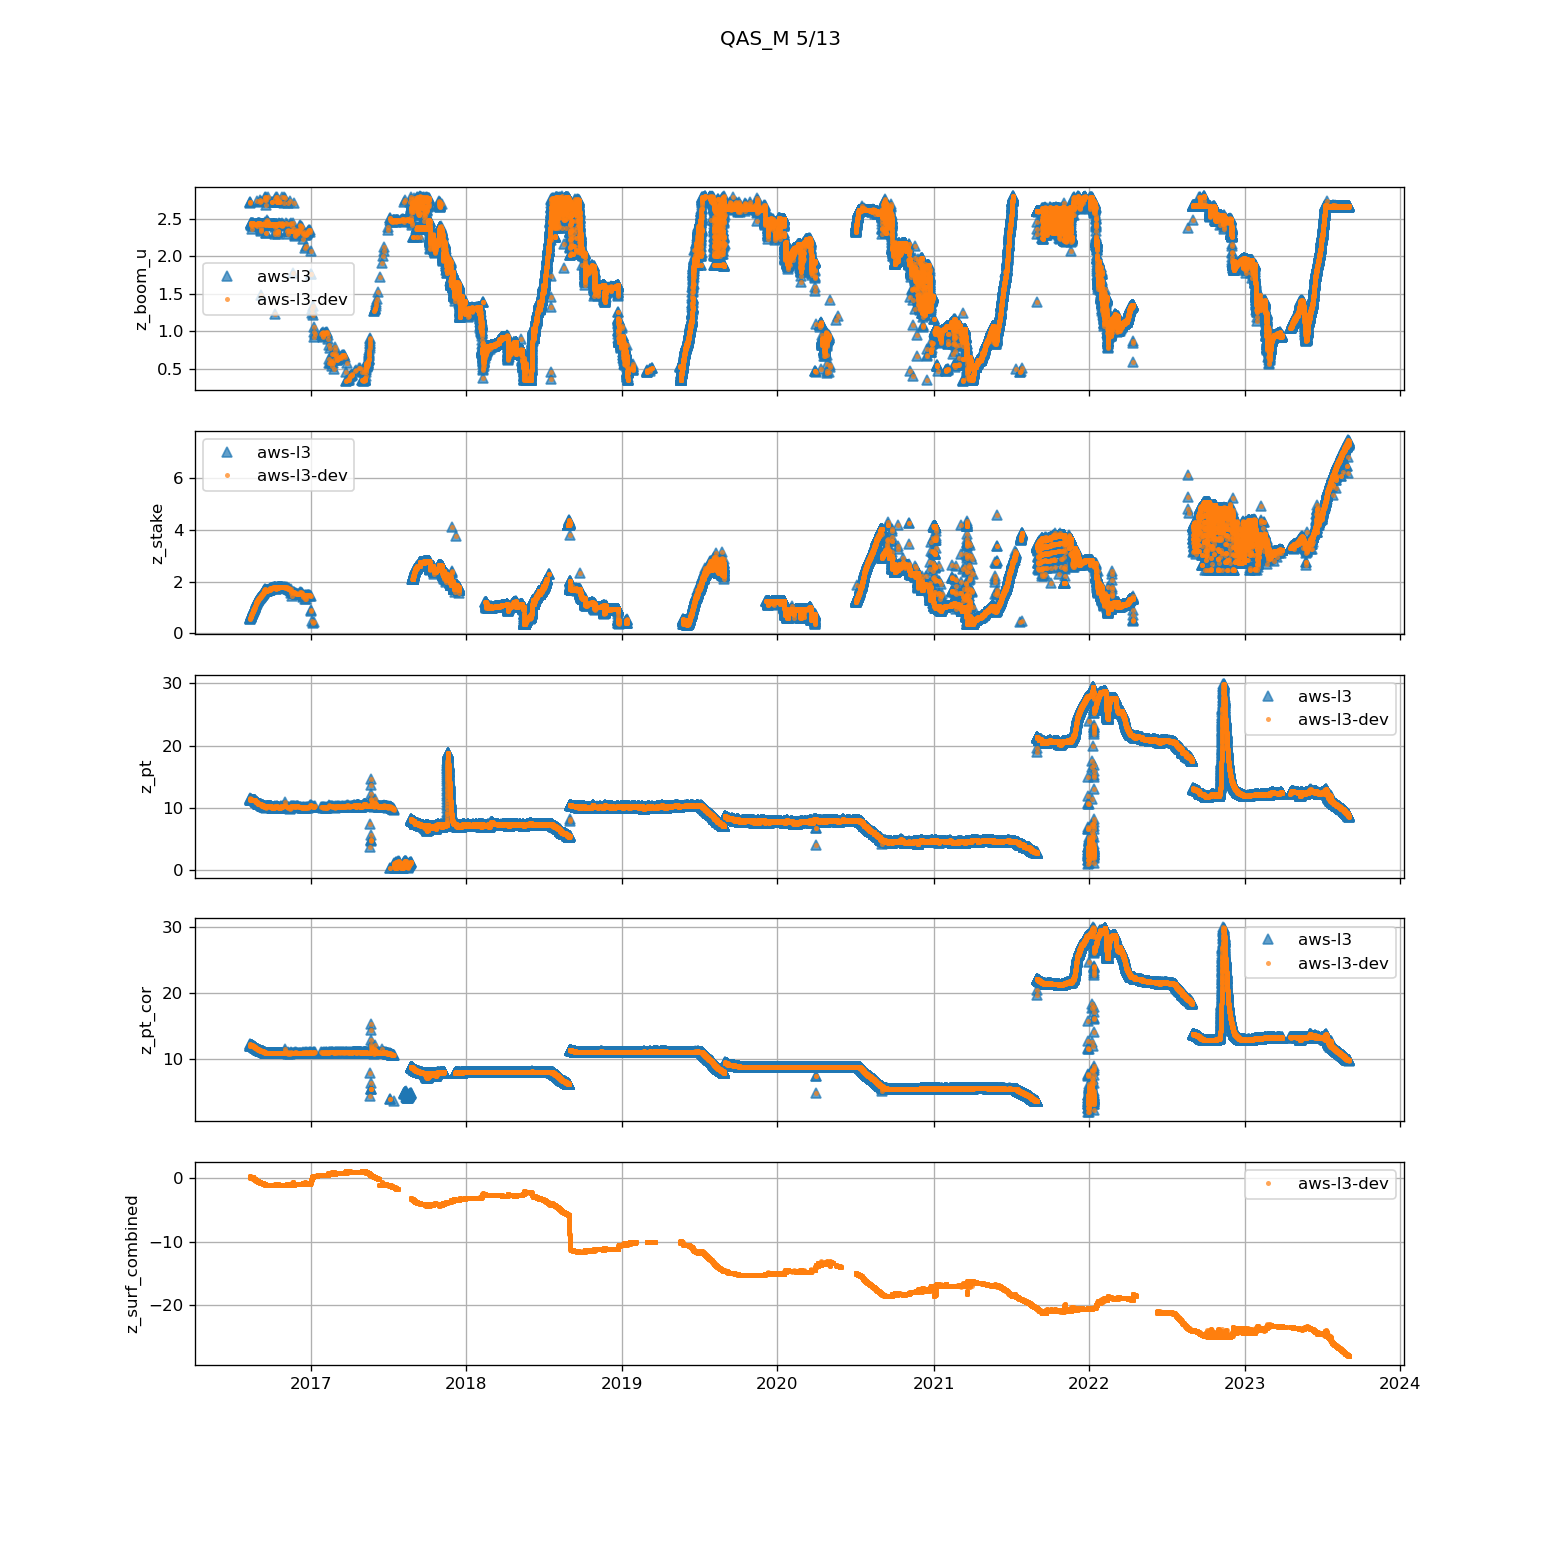 QAS_M 5/13
z_boom_u
2.5
2.0
1.5
1.0
0.5
aws-l3
aws-l3-dev
z_stake
6
4
2
0
aws-l3
aws-l3-dev
z_pt
30
20
10
0
aws-l3
aws-l3-dev
z_pt_cor
30
20
10
aws-l3
aws-l3-dev
z_surf_combined
0
−10
−20
aws-l3-dev
2017 2018 2019 2020 2021 2022 2023 2024